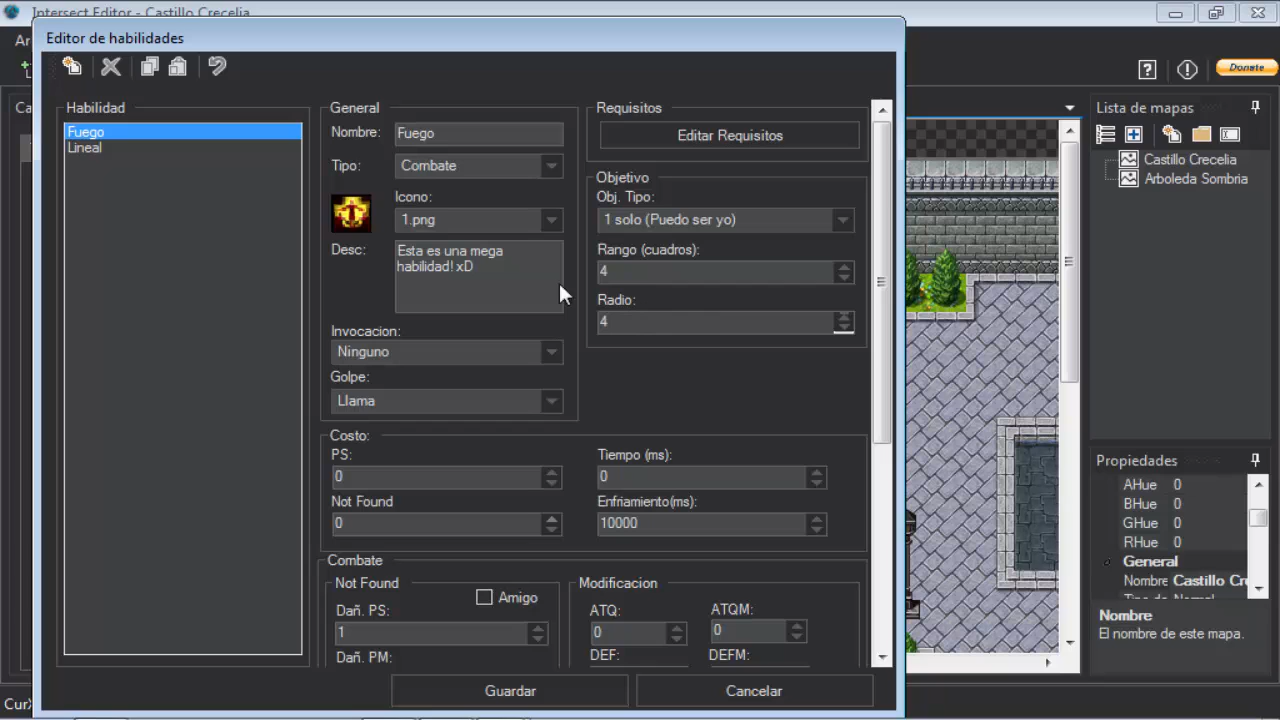 Intersect Editor - Castillo Crecelia
Editor de habilidades
Donate
Habilidad
Fuego
Lineal
General
Nombre: Fuego
Tipo: Combate
Icono:
1.png
Desc: Esta es una mega
habilidad! xD
Invocacion:
Ninguno
Golpe:
Llama
Requisitos
Editar Requisitos
Objetivo
Obj. Tipo:
1 solo (Puedo ser yo)
Rango (cuadros):
4
Radio:
4
Costo:
PS:
0
Not Found
0
Tiempo (ms):
0
Enfriamiento(ms):
10000
Combate
Not Found
Amigo
Dañ. PS:
1
Dañ. PM:
Modificacion
ATQ: ATQM:
0 0
DEF: DEFM:
Guardar Cancelar
Lista de mapas
Castillo Crecelia
Arboleda Sombria
Propiedades
AHue 0
BHue 0
GHue 0
RHue 0
General
Nombre Castillo Cr
Nombre
El nombre de este mapa.